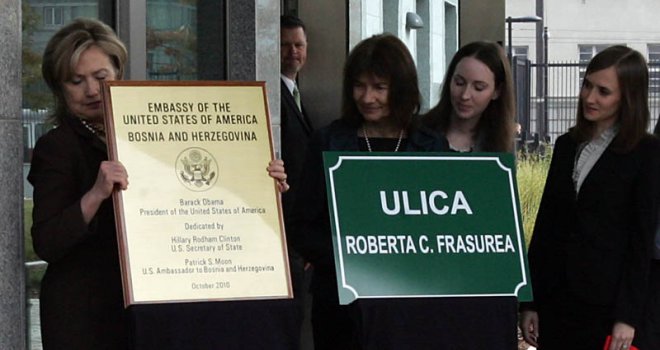 EMBASSY OF THE
UNITED STATES OF AMERICA
BOSNIA AND HERZEGOVINA
Barack Obama
President of the United States of America
Dedicated by
Hillary Rodham Clinton
U.S. Secretary of State
Patrick S. Moon
U.S. Ambassador to Bosnia and Herzegovina
October 2010
ULICA
ROBERTA C. FRASUREA